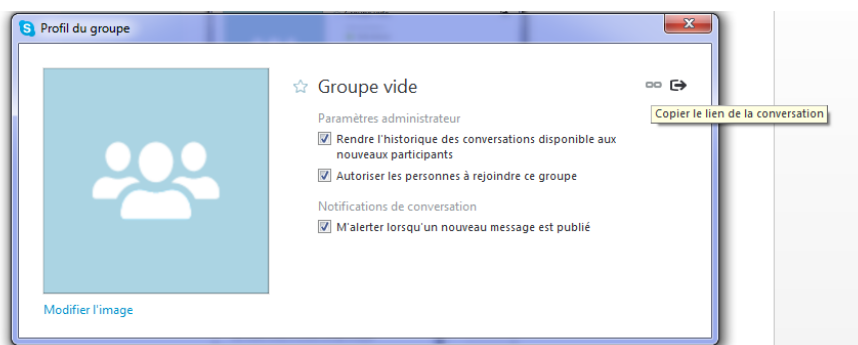 Profil du groupe
Groupe vide
Copier le lien de la conversation
Paramètres administrateur
Rendre l'historique des conversations disponible aux
nouveaux participants
Autoriser les personnes à rejoindre ce groupe
Notifications de conversation
M'alerter lorsqu'un nouveau message est publié
Modifier l'image